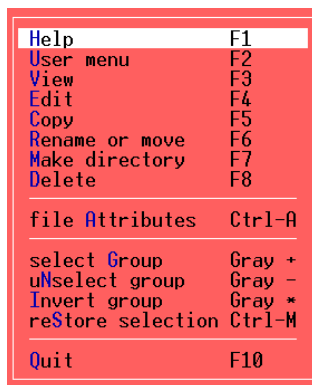 Help F1
User menu F2
View F3
Edit F4
Copy F5
Rename or move F6
Make directory F7
Delete F8
file Attributes Ctrl-A
select Group Gray +
uNselect group Gray -
Invert group Gray *
reStore selection Ctrl-M
Quit F10